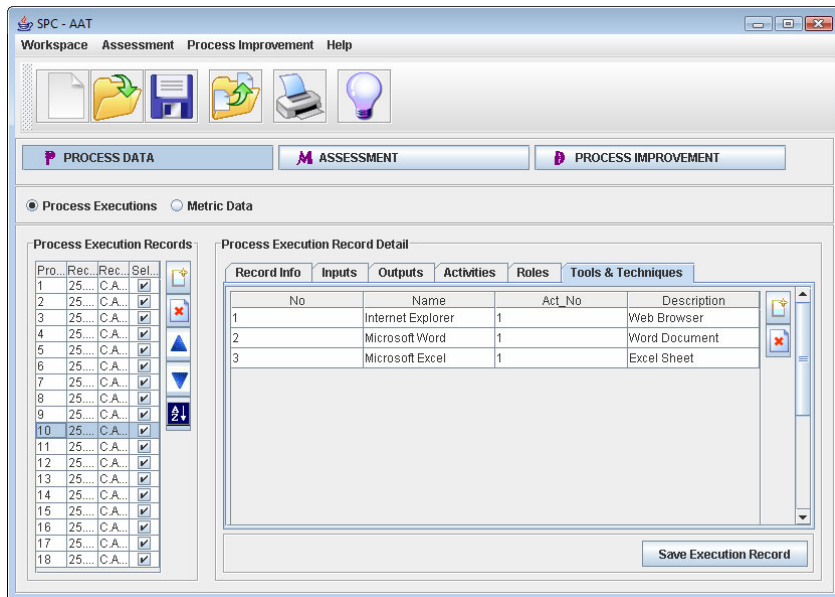 SPC - AAT
Workspace Assessment Process Improvement Help
P PROCESS DATA M ASSESSMENT D PROCESS IMPROVEMENT
Process Executions Metric Data
Process Execution Records
Pro... Rec... Rec... Sel...
1 25.... C.A...
2 25.... C.A...
3 25.... C.A...
4 25.... C.A...
5 25.... C.A...
6 25.... C.A...
7 25.... C.A...
8 25.... C.A...
9 25.... C.A...
10 25.... C.A...
11 25.... C.A...
12 25.... C.A...
13 25.... C.A...
14 25.... C.A...
15 25.... C.A...
16 25.... C.A...
17 25.... C.A...
18 25.... C.A...
A Z
Process Execution Record Detail
Record Info Inputs Outputs Activities Roles Tools & Techniques
No Name Act_No Description
1 Internet Explorer 1 Web Browser
2 Microsoft Word 1 Word Document
3 Microsoft Excel 1 Excel Sheet
Save Execution Record